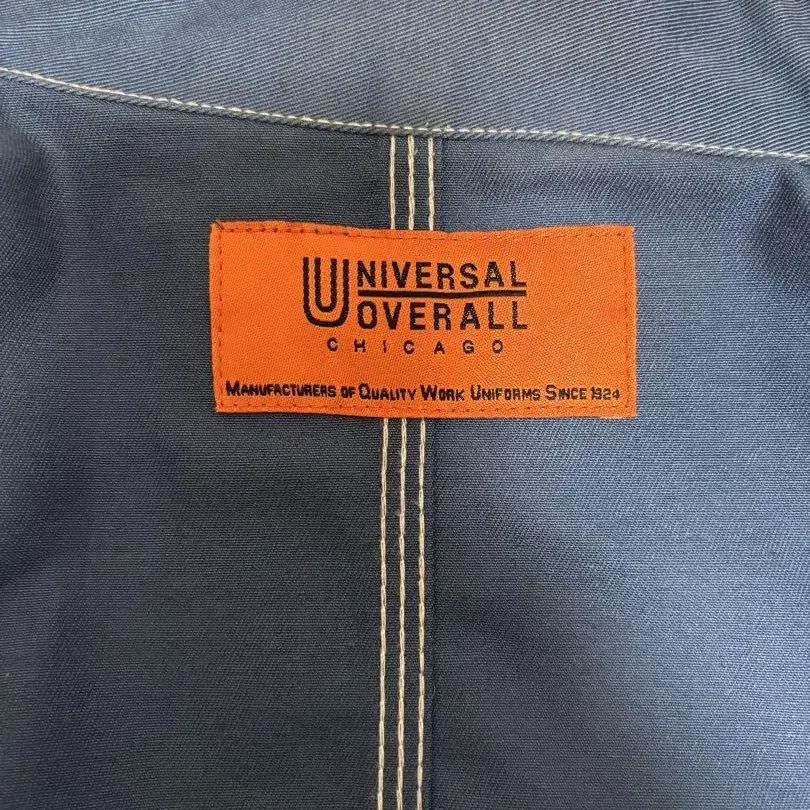 UNIVERSAL
OVERALL
CHICAGO
MANUFACTURERS OF QUALITY WORK UNIFORMS SINCE 1924